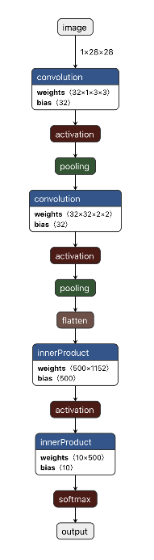 image
1×28×28
convolution
weights ⟨32×1×3×3⟩
bias ⟨32⟩
activation
pooling
convolution
weights ⟨32×32×2×2⟩
bias ⟨32⟩
activation
pooling
flatten
innerProduct
weights ⟨500×1152⟩
bias ⟨500⟩
activation
innerProduct
weights ⟨10×500⟩
bias ⟨10⟩
softmax
output